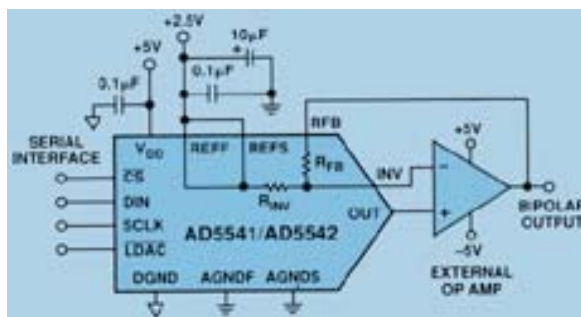 +2.5V
+5V
10µF
+
0.1µF
0.1µF
RFB
SERIAL
INTERFACE
VDD
REFF
REFS
RFB
+5V
CS
INV
−
DIN
RINV
OUT
SCLK
AD5541/AD5542
+
BIPOLAR
OUTPUT
LDAC
−5V
DGND
AGNDF
AGNDS
EXTERNAL
OP AMP